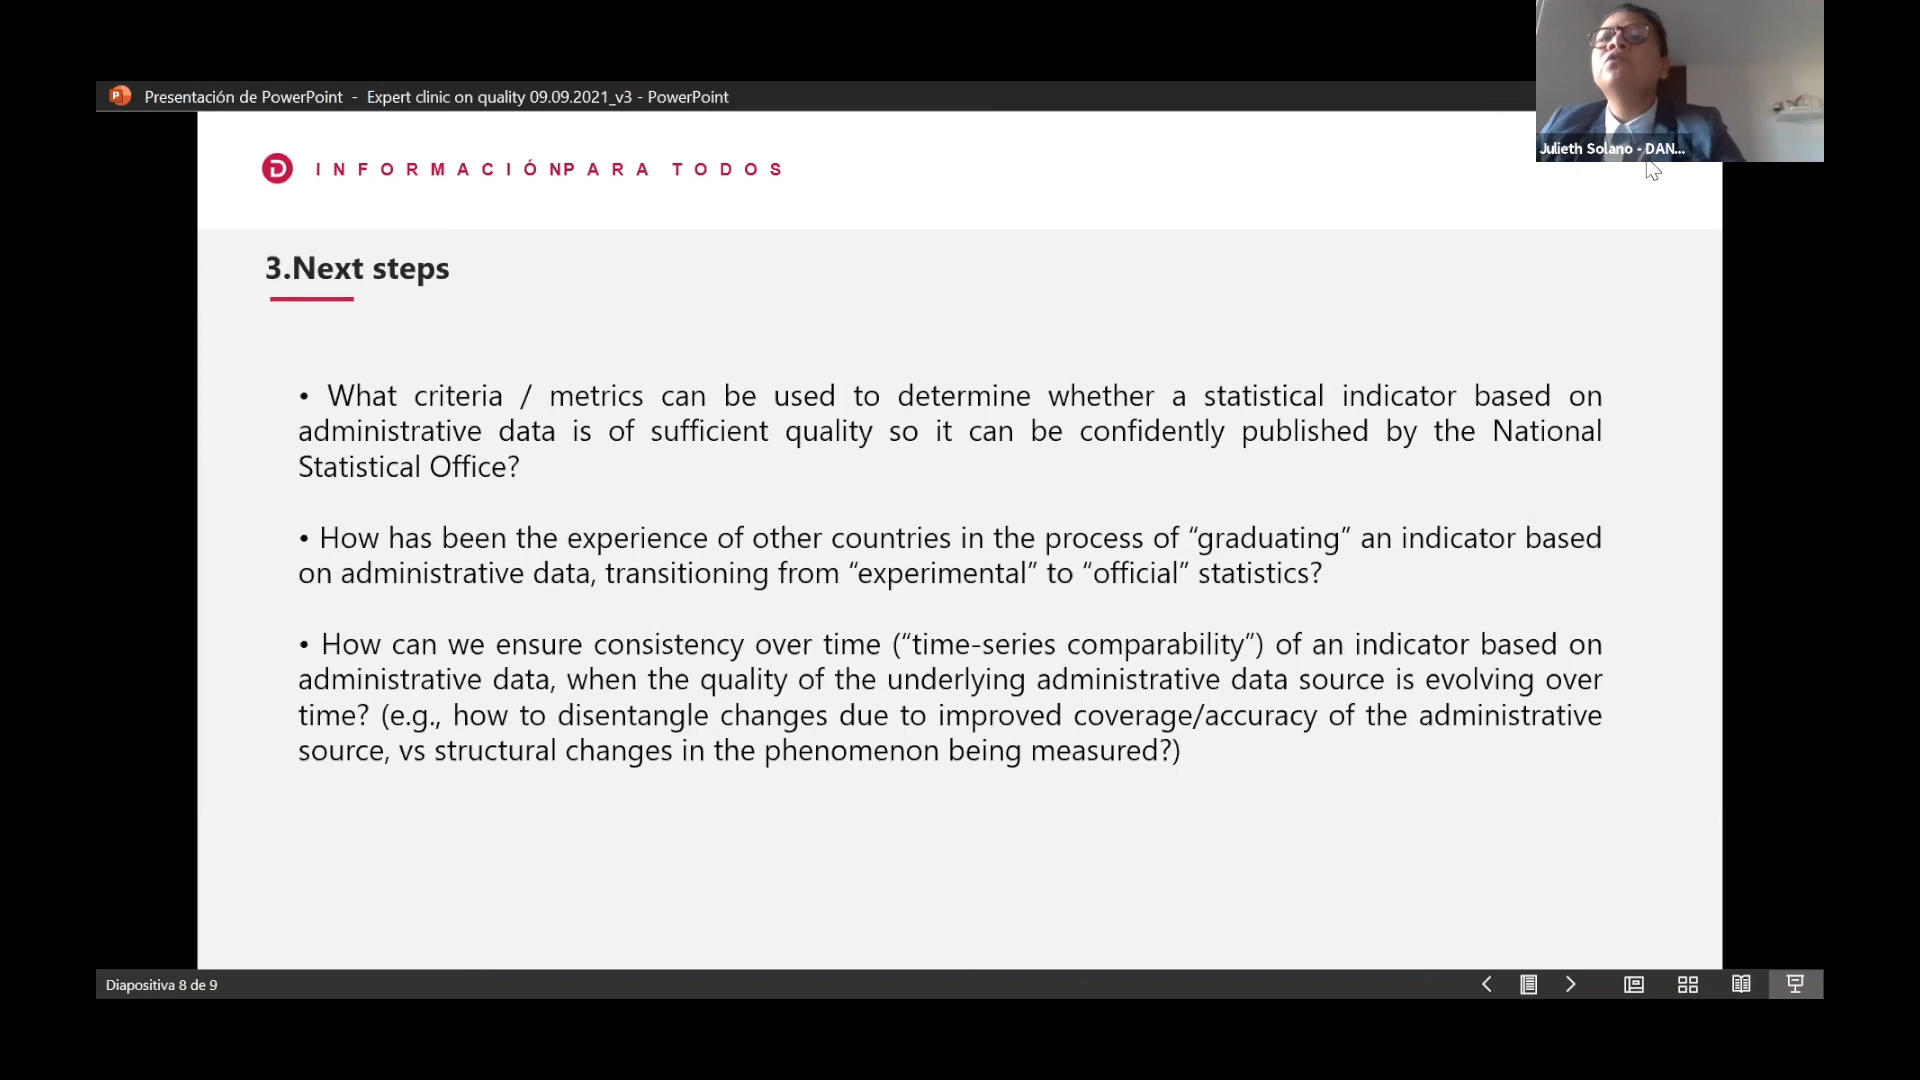 Presentación de PowerPoint - Expert clinic on quality 09.09.2021_v3 - PowerPoint
Julieth Solano - DAN...
INFORMACIÓNPARA TODOS
3.Next steps
• What criteria / metrics can be used to determine whether a statistical indicator based on
administrative data is of sufficient quality so it can be confidently published by the National
Statistical Office?
• How has been the experience of other countries in the process of “graduating” an indicator based
on administrative data, transitioning from “experimental” to “official” statistics?
• How can we ensure consistency over time (“time-series comparability”) of an indicator based on
administrative data, when the quality of the underlying administrative data source is evolving over
time? (e.g., how to disentangle changes due to improved coverage/accuracy of the administrative
source, vs structural changes in the phenomenon being measured?)
Diapositiva 8 de 9